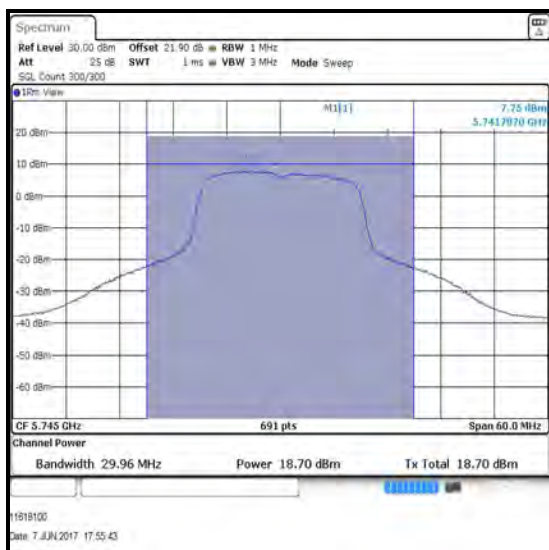 Spectrum
Ref Level 30.00 dBm Offset 21.90 dB RBW 1 MHz
Att 25 dB SWT 1 ms VBW 3 MHz Mode Sweep
SGL Count 300/300
1Rm View
M1[1] 7.75 dBm
5.7417970 GHz
20 dBm
10 dBm
0 dBm
-10 dBm
-20 dBm
-30 dBm
-40 dBm
-50 dBm
-60 dBm
CF 5.745 GHz 691 pts Span 60.0 MHz
Channel Power
Bandwidth 29.96 MHz Power 18.70 dBm Tx Total 18.70 dBm
11618100
Date: 7.JUN.2017 17:55:43